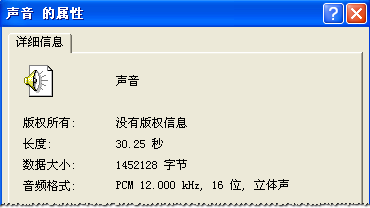 声音 的属性
详细信息
声音
版权所有: 没有版权信息
长度: 30.25 秒
数据大小: 1452128 字节
音频格式: PCM 12.000 kHz, 16 位, 立体声